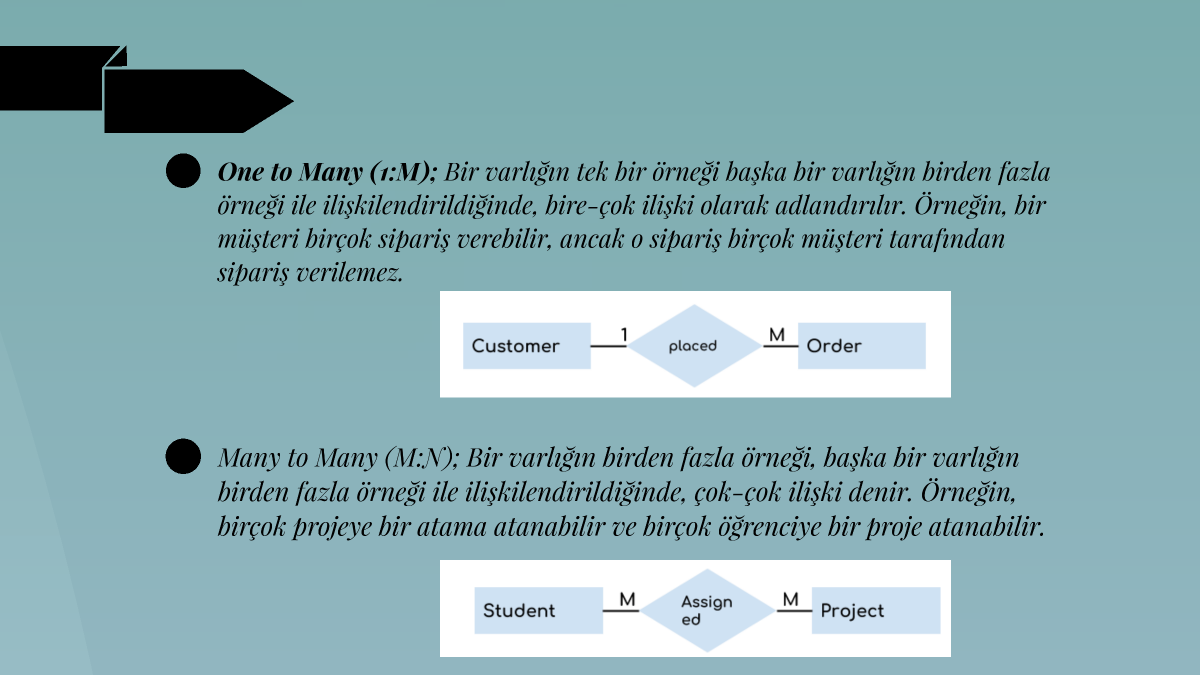 One to Many (1:M); Bir varlığın tek bir örneği başka bir varlığın birden fazla
örneği ile ilişkilendirildiğinde, bire-çok ilişki olarak adlandırılır. Örneğin, bir
müşteri birçok sipariş verebilir, ancak o sipariş birçok müşteri tarafından
sipariş verilemez.
Customer 1 placed M Order
Many to Many (M:N); Bir varlığın birden fazla örneği, başka bir varlığın
birden fazla örneği ile ilişkilendirildiğinde, çok-çok ilişki denir. Örneğin,
birçok projeye bir atama atanabilir ve birçok öğrenciye bir proje atanabilir.
Student M Assign M Project
ed